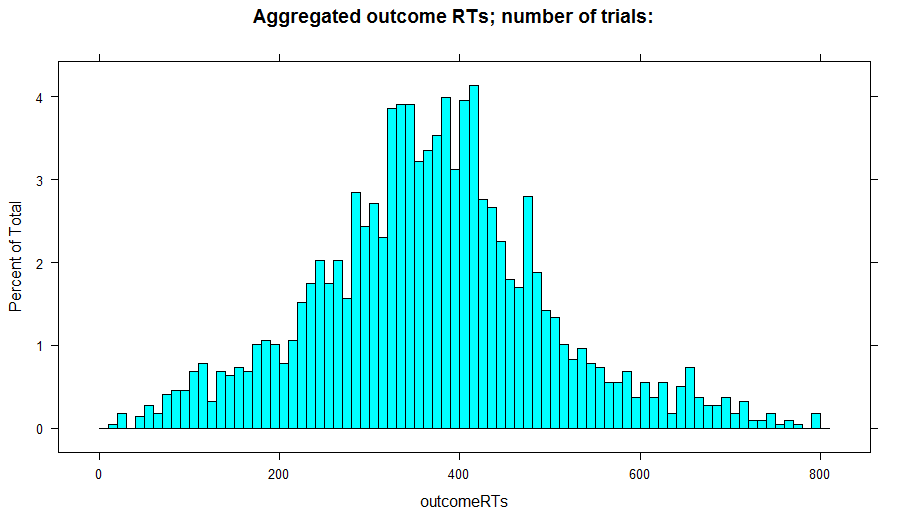 Aggregated outcome RTs; number of trials:
Percent of Total
4
3
2
1
0
0 200 400 600 800
outcomeRTs